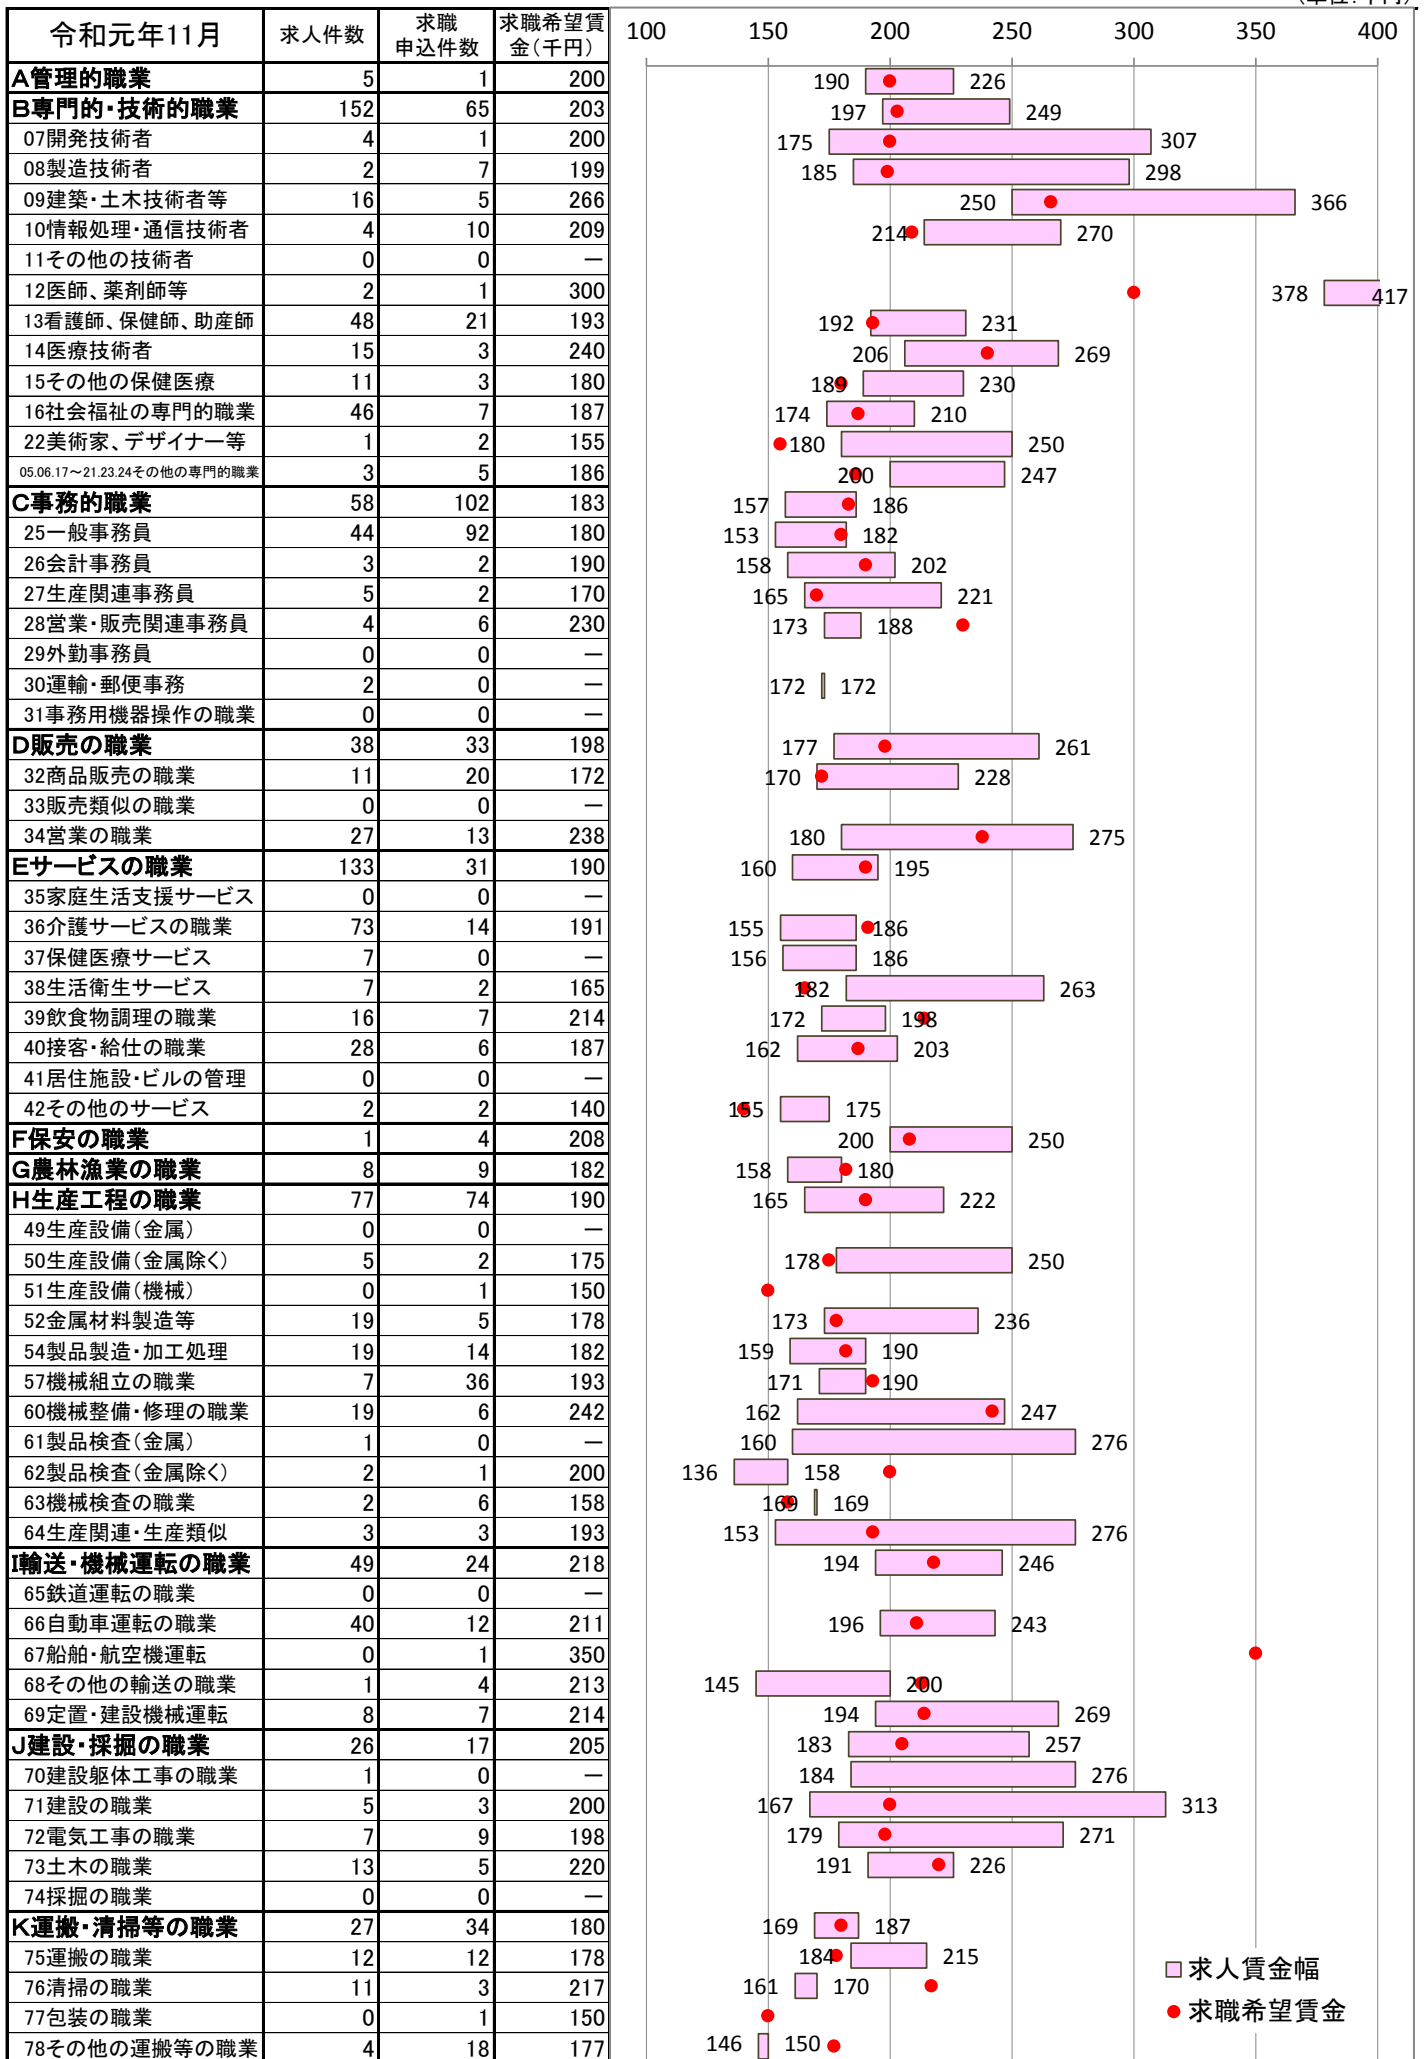 令和元年11月 求人件数 求職申込件数 求職希望賃金(千円) 100 150 200 250 300 350 400
A管理的職業 5 1 200 190 226
B専門的・技術的職業 152 65 203 197 249
07開発技術者 4 1 200 175 307
08製造技術者 2 7 199 185 298
09建築・土木技術者等 16 5 266 250 366
10情報処理・通信技術者 4 10 209 214 270
11その他の技術者 0 0 ―
12医師、薬剤師等 2 1 300 378 417
13看護師、保健師、助産師 48 21 193 192 231
14医療技術者 15 3 240 206 269
15その他の保健医療 11 3 180 189 230
16社会福祉の専門的職業 46 7 187 174 210
22美術家、デザイナー等 1 2 155 180 250
05.06.17～21.23.24その他の専門的職業 3 5 186 200 247
C事務的職業 58 102 183 157 186
25一般事務員 44 92 180 153 182
26会計事務員 3 2 190 158 202
27生産関連事務員 5 2 170 165 221
28営業・販売関連事務員 4 6 230 173 188
29外勤事務員 0 0 ―
30運輸・郵便事務 2 0 ― 172 172
31事務用機器操作の職業 0 0 ―
D販売の職業 38 33 198 177 261
32商品販売の職業 11 20 172 170 228
33販売類似の職業 0 0 ―
34営業の職業 27 13 238 180 275
Eサービスの職業 133 31 190 160 195
35家庭生活支援サービス 0 0 ―
36介護サービスの職業 73 14 191 155 186
37保健医療サービス 7 0 ― 156 186
38生活衛生サービス 7 2 165 182 263
39飲食物調理の職業 16 7 214 172 198
40接客・給仕の職業 28 6 187 162 203
41居住施設・ビルの管理 0 0 ―
42その他のサービス 2 2 140 155 175
F保安の職業 1 4 208 200 250
G農林漁業の職業 8 9 182 158 180
H生産工程の職業 77 74 190 165 222
49生産設備(金属) 0 0 ―
50生産設備(金属除く) 5 2 175 178 250
51生産設備(機械) 0 1 150
52金属材料製造等 19 5 178 173 236
54製品製造・加工処理 19 14 182 159 190
57機械組立の職業 7 36 193 171 190
60機械整備・修理の職業 19 6 242 162 247
61製品検査(金属) 1 0 ― 160 276
62製品検査(金属除く) 2 1 200 136 158
63機械検査の職業 2 6 158 169 169
64生産関連・生産類似 3 3 193 153 276
I輸送・機械運転の職業 49 24 218 194 246
65鉄道運転の職業 0 0 ―
66自動車運転の職業 40 12 211 196 243
67船舶・航空機運転 0 1 350
68その他の輸送の職業 1 4 213 145 200
69定置・建設機械運転 8 7 214 194 269
J建設・採掘の職業 26 17 205 183 257
70建設躯体工事の職業 1 0 ― 184 276
71建設の職業 5 3 200 167 313
72電気工事の職業 7 9 198 179 271
73土木の職業 13 5 220 191 226
74採掘の職業 0 0 ―
K運搬・清掃等の職業 27 34 180 169 187
75運搬の職業 12 12 178 184 215
76清掃の職業 11 3 217 161 170
77包装の職業 0 1 150
78その他の運搬等の職業 4 18 177 146 150
求人賃金幅
求職希望賃金